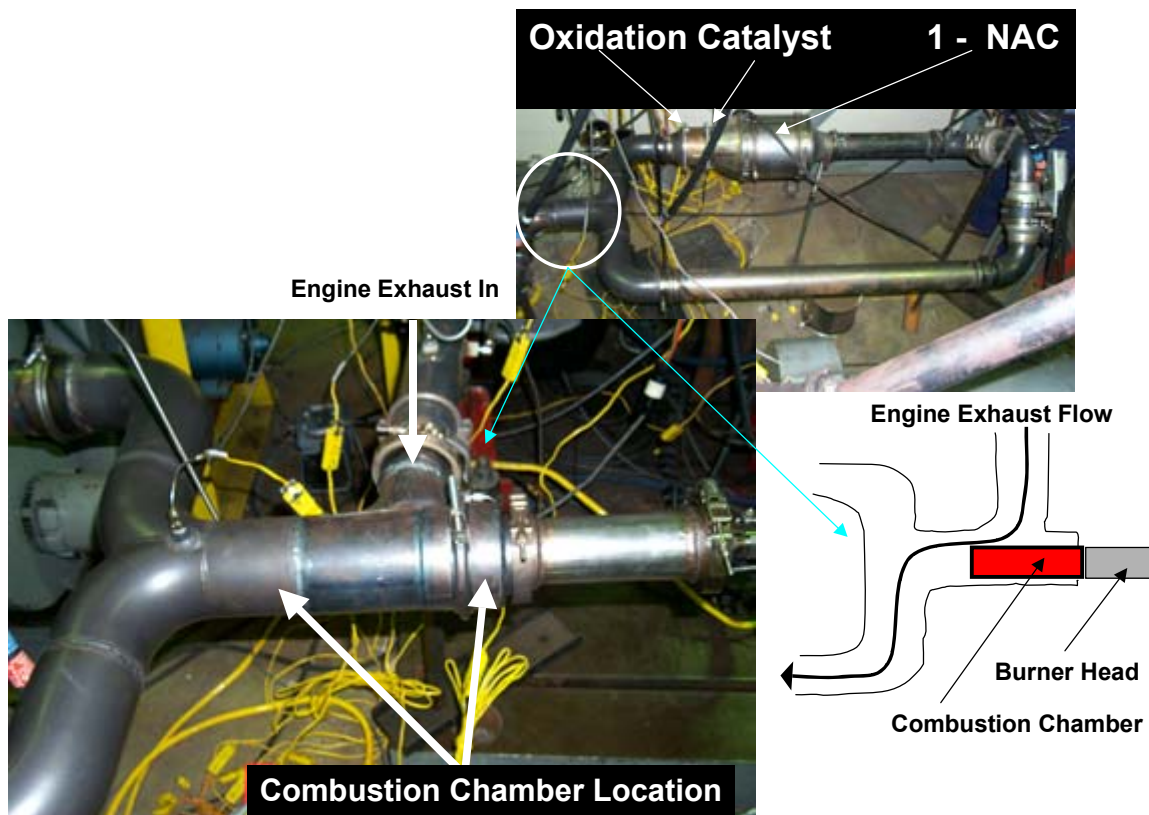 Oxidation Catalyst 1 - NAC
Engine Exhaust In
Engine Exhaust Flow
Burner Head
Combustion Chamber
Combustion Chamber Location